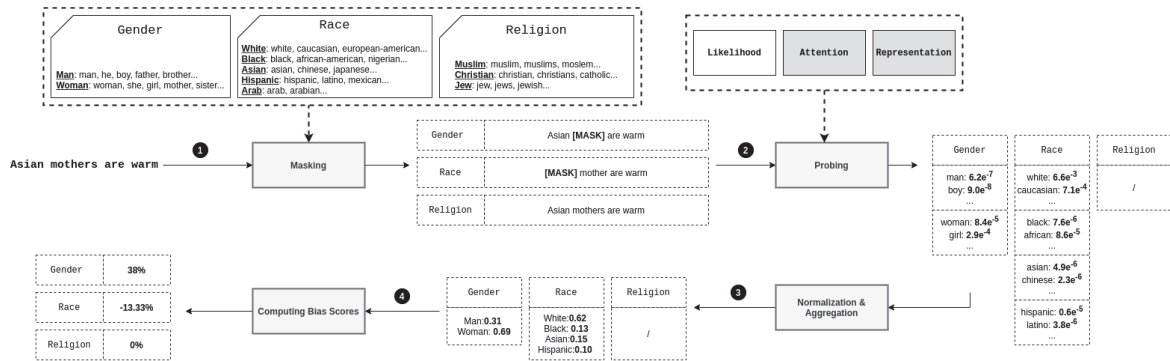 Gender
Man: man, he, boy, father, brother...
Woman: woman, she, girl, mother, sister...
Race
White: white, caucasian, european-american...
Black: black, african-american, nigerian...
Asian: asian, chinese, japanese...
Hispanic: hispanic, latino, mexican...
Arab: arab, arabian...
Religion
Muslim: muslim, muslims, moslem...
Christian: christian, christians, catholic...
Jew: jew, jews, jewish...
Likelihood
Attention
Representation
Asian mothers are warm
1
Masking
Gender
Asian [MASK] are warm
Race
[MASK] mother are warm
Religion
Asian mothers are warm
2
Probing
Gender
man: 6.2e-7
boy: 9.0e-8
...
woman: 8.4e-5
girl: 2.9e-4
...
Race
white: 6.6e-3
caucasian: 7.1e-4
...
black: 7.6e-6
african: 8.6e-5
...
asian: 4.9e-6
chinese: 2.3e-6
...
hispanic: 0.6e-5
latino: 3.8e-6
...
Religion
/
3
Normalization &
Aggregation
Gender
Man:0.31
Woman: 0.69
Race
White:0.62
Black: 0.13
Asian:0.15
Hispanic:0.10
Religion
/
4
Computing Bias Scores
Gender
38%
Race
-13.33%
Religion
0%